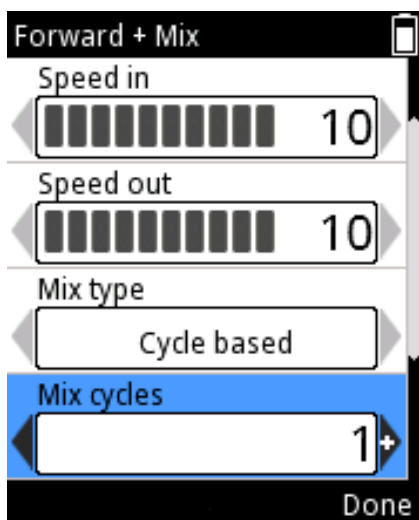 Forward + Mix
Speed in
10
Speed out
10
Mix type
Cycle based
Mix cycles
1
+
Done